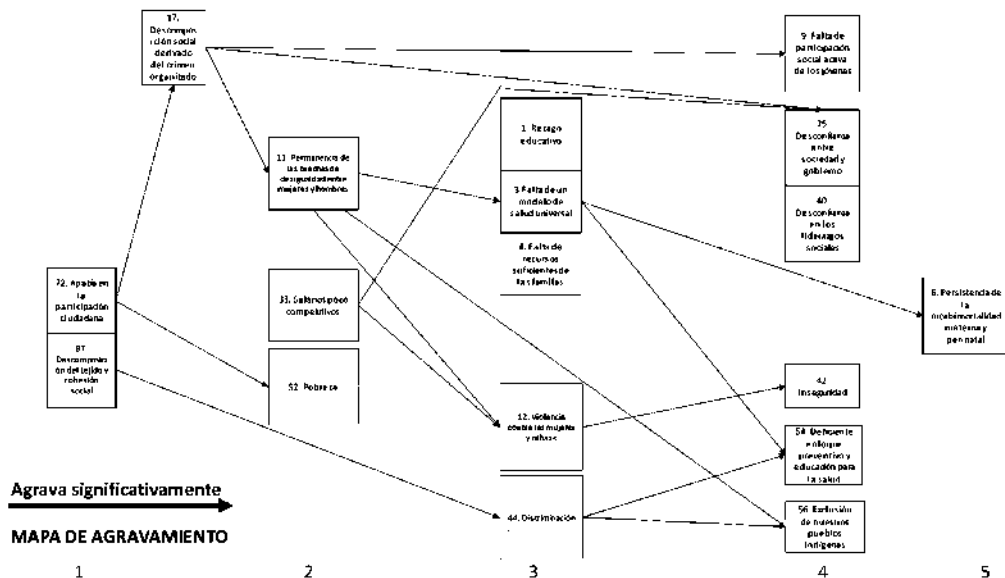 17.
Descompos
ición social
derivado
del crimen
organizado
9. Falta de
participación
social activa
de los jóvenes
1. Rezago
educativo
25
Desconfianza
entre
sociedad y
gobierno
11. Permanencia de
las brechas de
desigualdad entre
mujeres y hombres
3. Falta de un
modelo de
salud universal
40
Desconfianza
en los
liderazgos
sociales
Falta de
recursos
suficientes de
las familias
72. Apatía en
la
participación
ciudadana
33. Salarios poco
competitivos
6. Persistencia de
la
morbimortalidad
materna y
perinatal
Descomposici
ón del tejido y
cohesión
social
52. Pobreza
12. Violencia
contra las mujeres
y niñas
42
Inseguridad
54. Deficiente
enfoque
preventivo y
educación para
la salud
44. Discriminación
56. Exclusión
de nuestros
pueblos
indígenas
Agrava significativamente
MAPA DE AGRAVAMIENTO
1
2
3
4
5